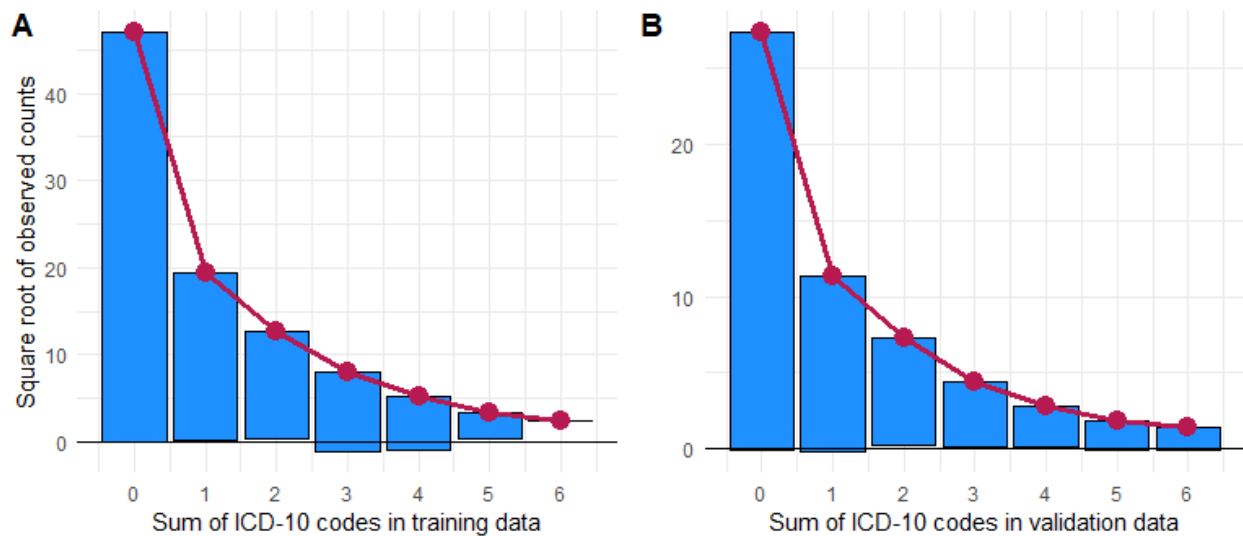 A
Square root of observed counts
40
30
20
10
0
0 1 2 3 4 5 6
Sum of ICD-10 codes in training data
B
20
10
0
0 1 2 3 4 5 6
Sum of ICD-10 codes in validation data